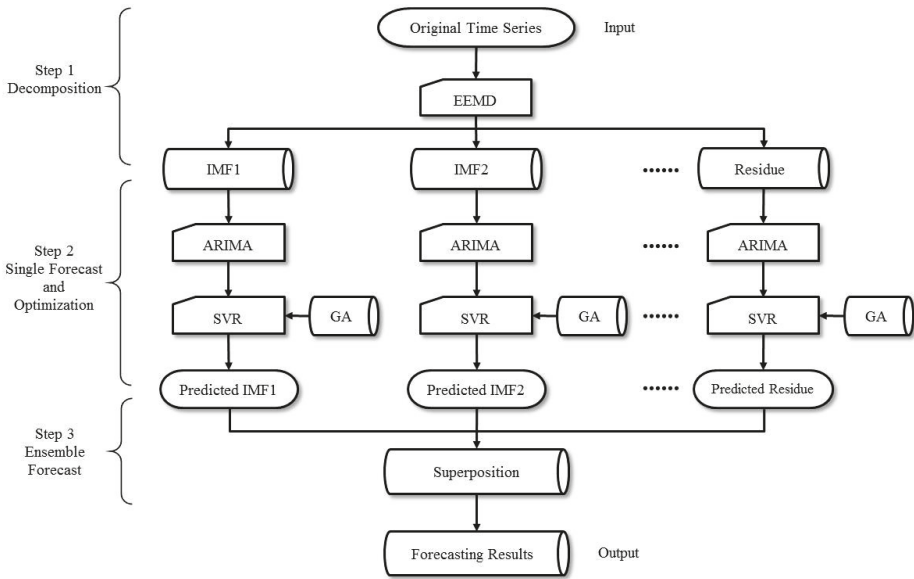 Original Time Series
Input
Step 1
Decomposition
EEMD
IMF1
IMF2
......
Residue
Step 2
Single Forecast
and
Optimization
ARIMA
ARIMA
......
ARIMA
SVR
GA
SVR
GA
......
SVR
GA
Predicted IMF1
Predicted IMF2
......
Predicted Residue
Step 3
Ensemble
Forecast
Superposition
Forecasting Results
Output